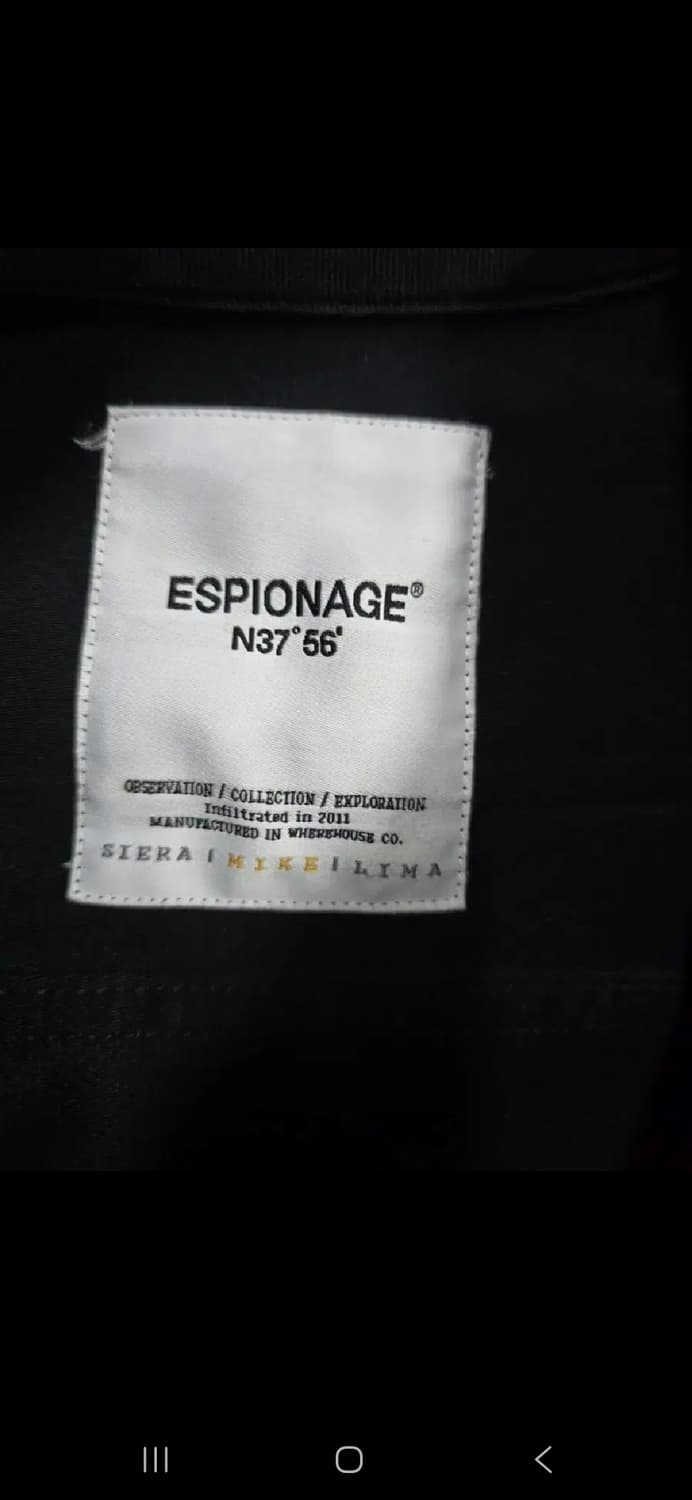 ESPIONAGE®
N37°56'
OBSERVATION / COLLECTION / EXPLORATION
Infiltrated in 2011
MANUFACTURED IN WHEREHOUSE CO.
SIERA | MIKE | LIMA